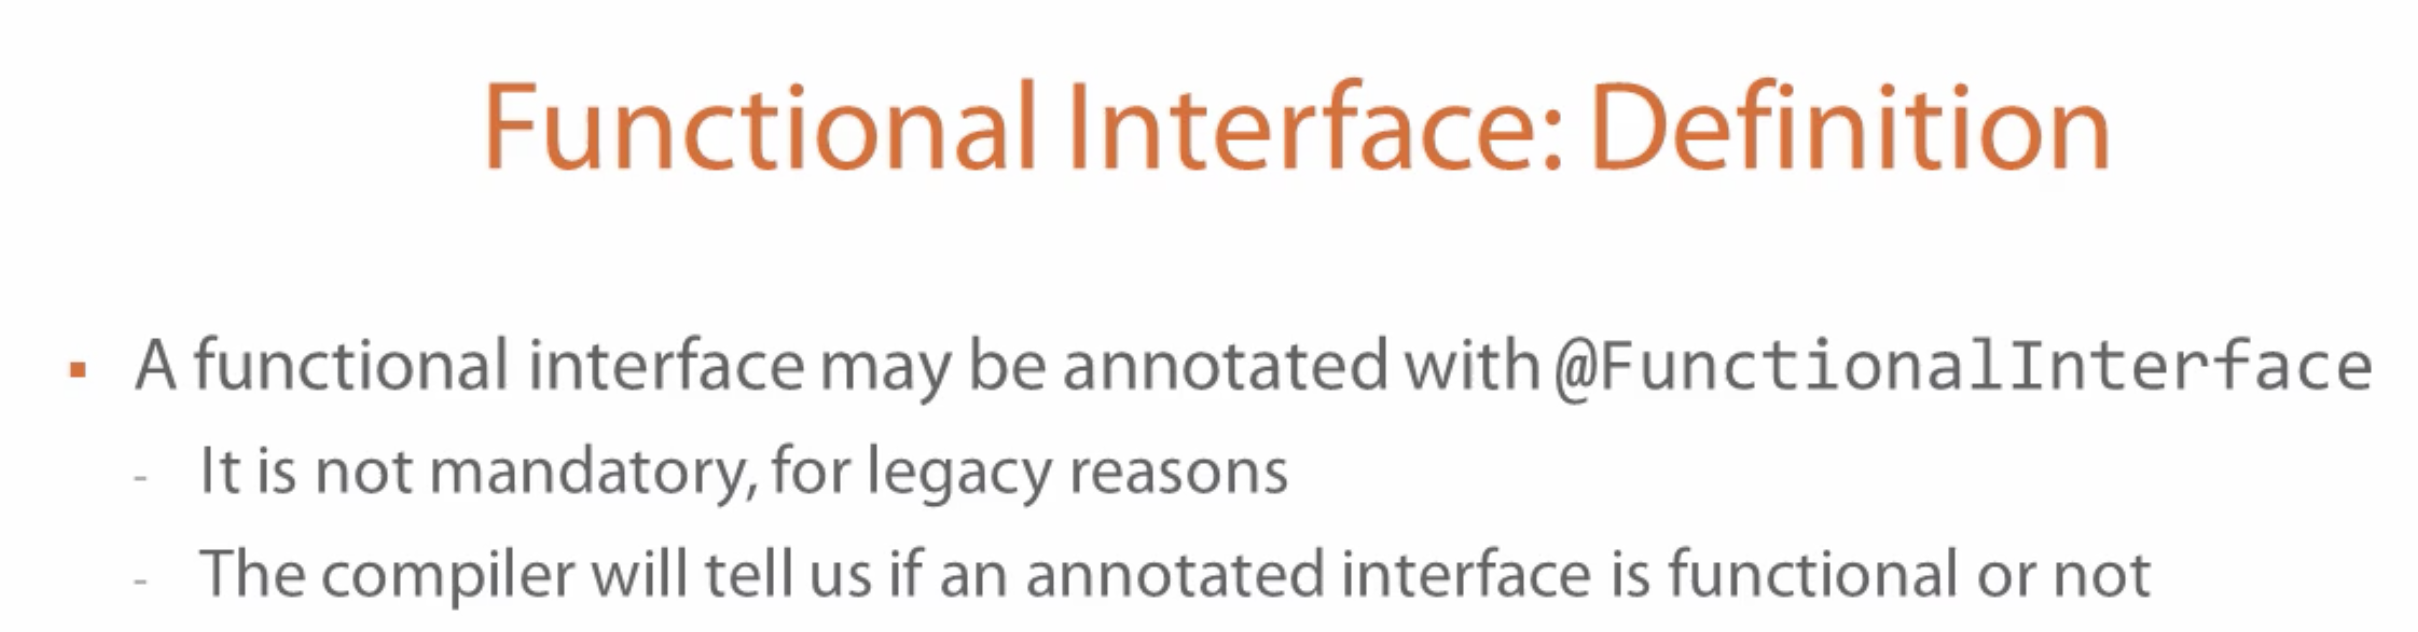 Functional Interface: Definition
▪ A functional interface may be annotated with @FunctionalInterface
- It is not mandatory, for legacy reasons
- The compiler will tell us if an annotated interface is functional or not